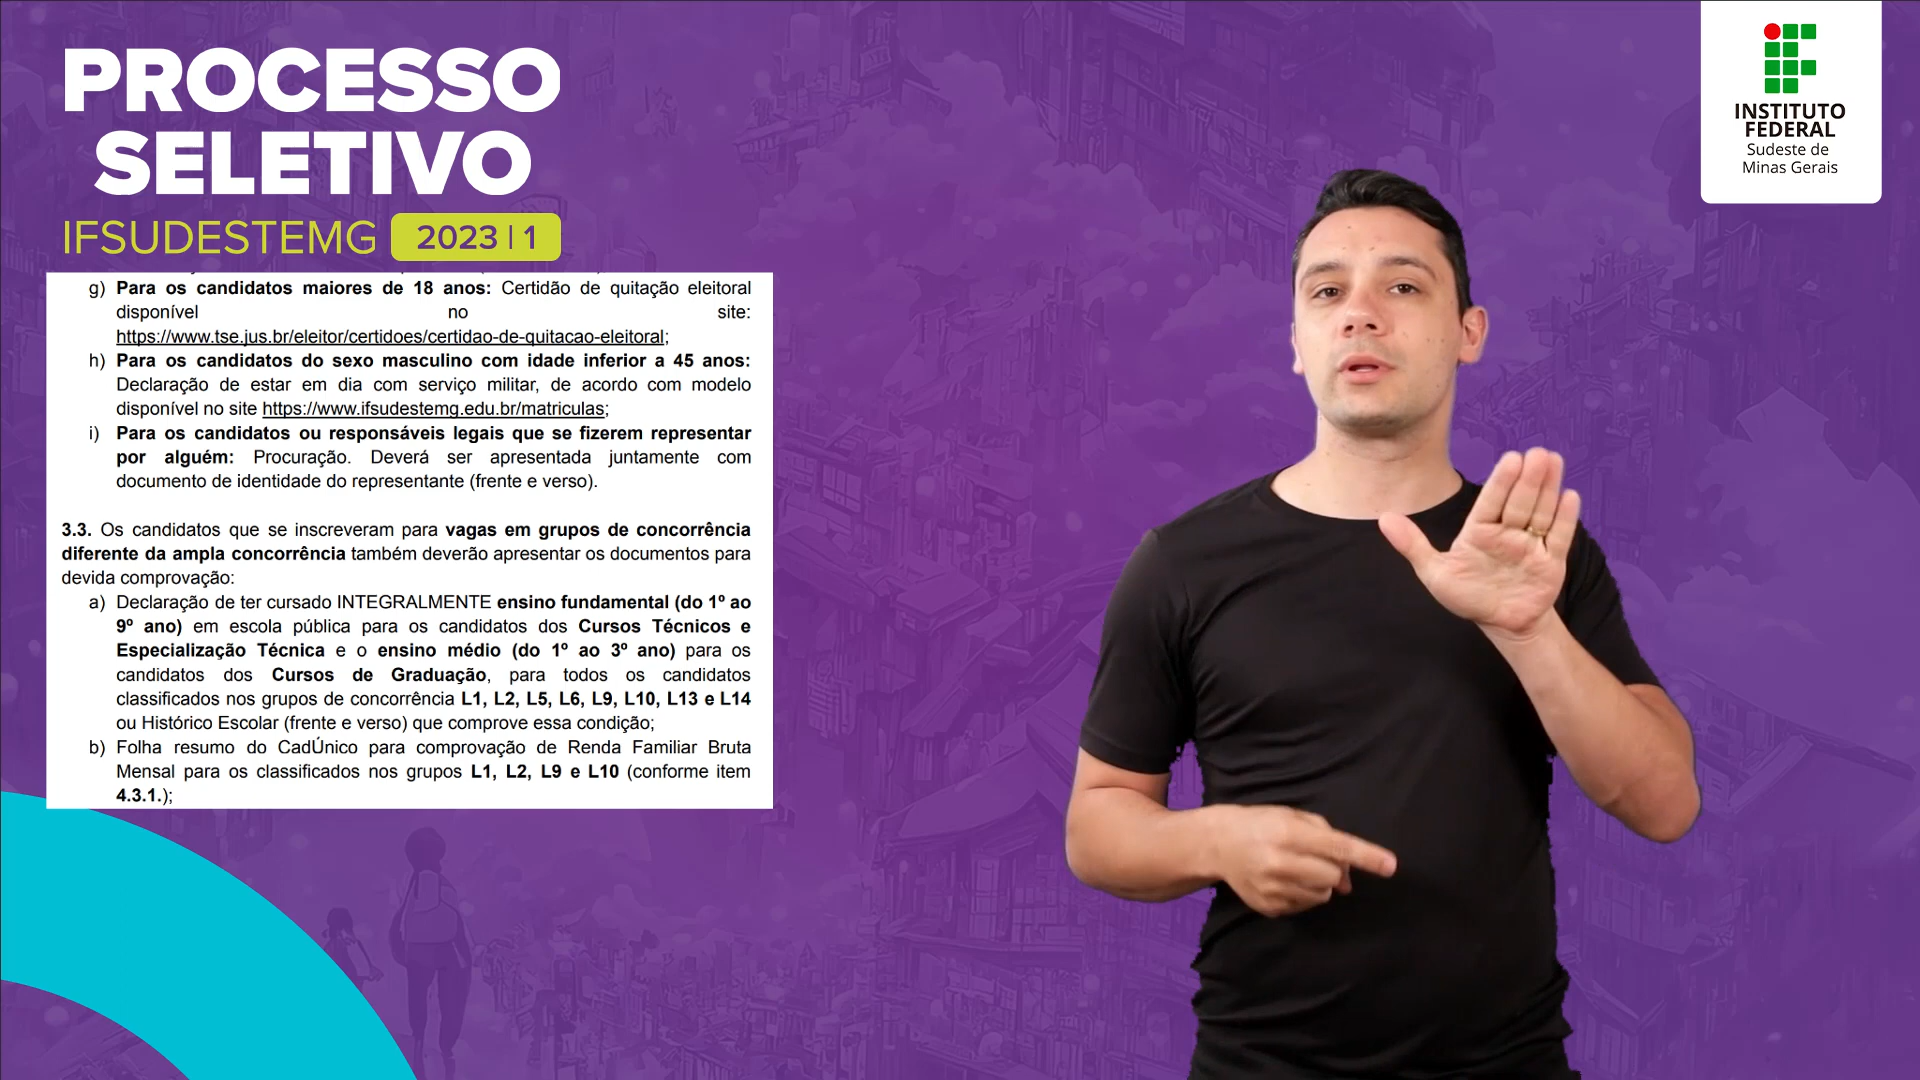 PROCESSO
SELETIVO
IFSUDESTEMG 2023 | 1
INSTITUTO
FEDERAL
Sudeste de
Minas Gerais
g) Para os candidatos maiores de 18 anos: Certidão de quitação eleitoral
disponível no site:
https://www.tse.jus.br/eleitor/certidoes/certidao-de-quitacao-eleitoral;
h) Para os candidatos do sexo masculino com idade inferior a 45 anos:
Declaração de estar em dia com serviço militar, de acordo com modelo
disponível no site https://www.ifsudestemg.edu.br/matriculas;
i) Para os candidatos ou responsáveis legais que se fizerem representar
por alguém: Procuração. Deverá ser apresentada juntamente com
documento de identidade do representante (frente e verso).
3.3. Os candidatos que se inscreveram para vagas em grupos de concorrência
diferente da ampla concorrência também deverão apresentar os documentos para
devida comprovação:
a) Declaração de ter cursado INTEGRALMENTE ensino fundamental (do 1º ao
9º ano) em escola pública para os candidatos dos Cursos Técnicos e
Especialização Técnica e o ensino médio (do 1º ao 3º ano) para os
candidatos dos Cursos de Graduação, para todos os candidatos
classificados nos grupos de concorrência L1, L2, L5, L6, L9, L10, L13 e L14
ou Histórico Escolar (frente e verso) que comprove essa condição;
b) Folha resumo do CadÚnico para comprovação de Renda Familiar Bruta
Mensal para os classificados nos grupos L1, L2, L9 e L10 (conforme item
4.3.1.);